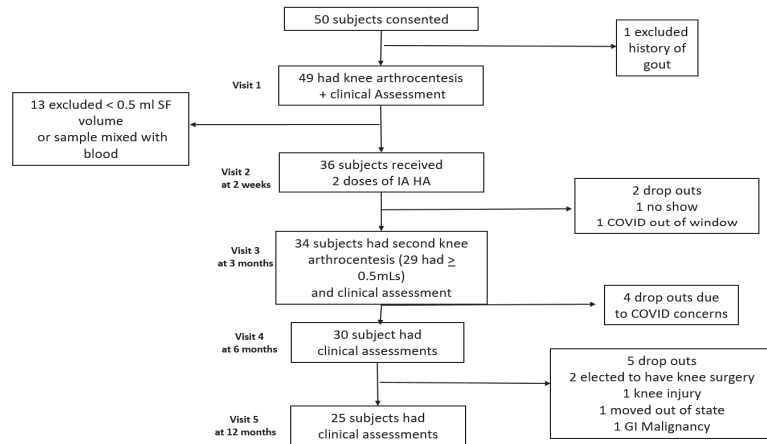 50 subjects consented
1 excluded
history of
gout
Visit 1
49 had knee arthrocentesis
+ clinical Assessment
13 excluded < 0.5 ml SF
volume
or sample mixed with
blood
Visit 2
at 2 weeks
36 subjects received
2 doses of IA HA
2 drop outs
1 no show
1 COVID out of window
Visit 3
at 3 months
34 subjects had second knee
arthrocentesis (29 had ≥
0.5mLs)
and clinical assessment
4 drop outs due
to COVID concerns
Visit 4
at 6 months
30 subject had
clinical assessments
5 drop outs
2 elected to have knee surgery
1 knee injury
1 moved out of state
1 GI Malignancy
Visit 5
at 12 months
25 subjects had
clinical assessments